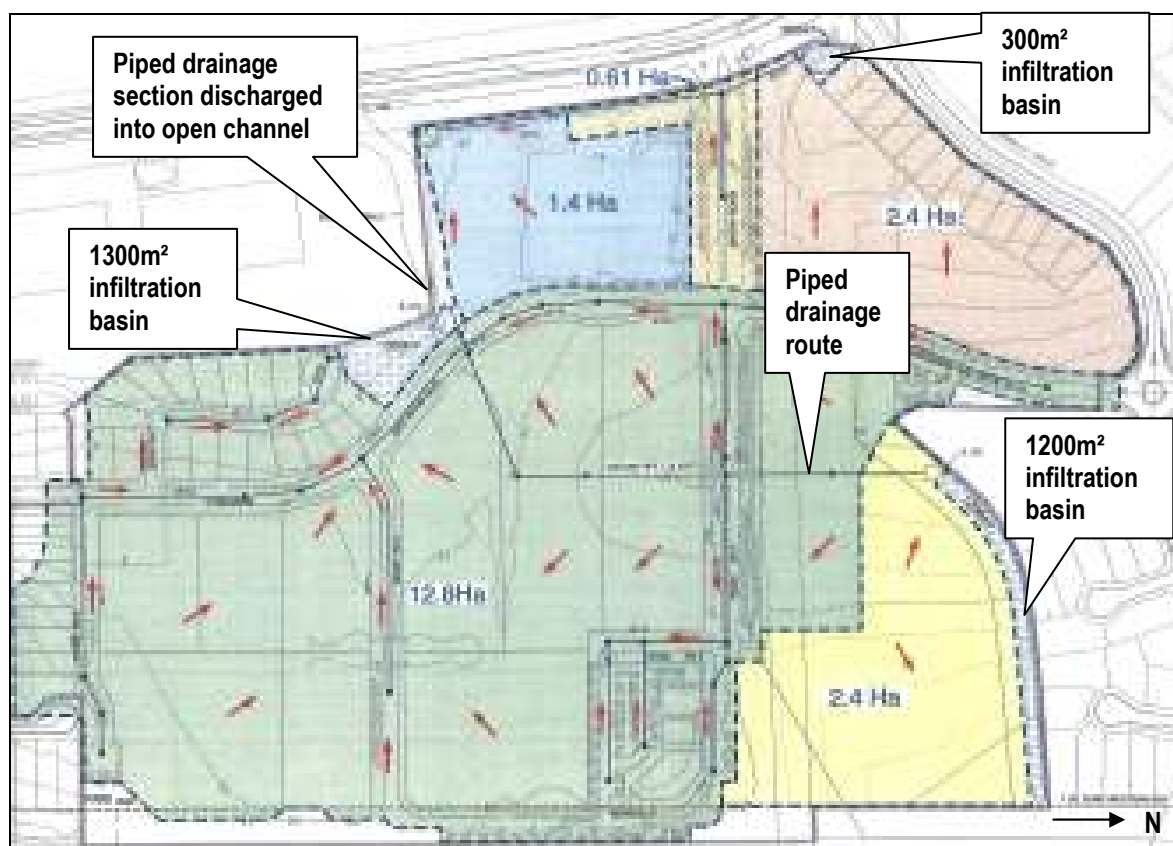 Piped drainage
section discharged
into open channel
300m²
infiltration
basin
0.61 Ha
1.4 Ha
2.4 Ha
1300m²
infiltration
basin
Piped
drainage
route
1200m²
infiltration
basin
12.8Ha
2.4 Ha
N